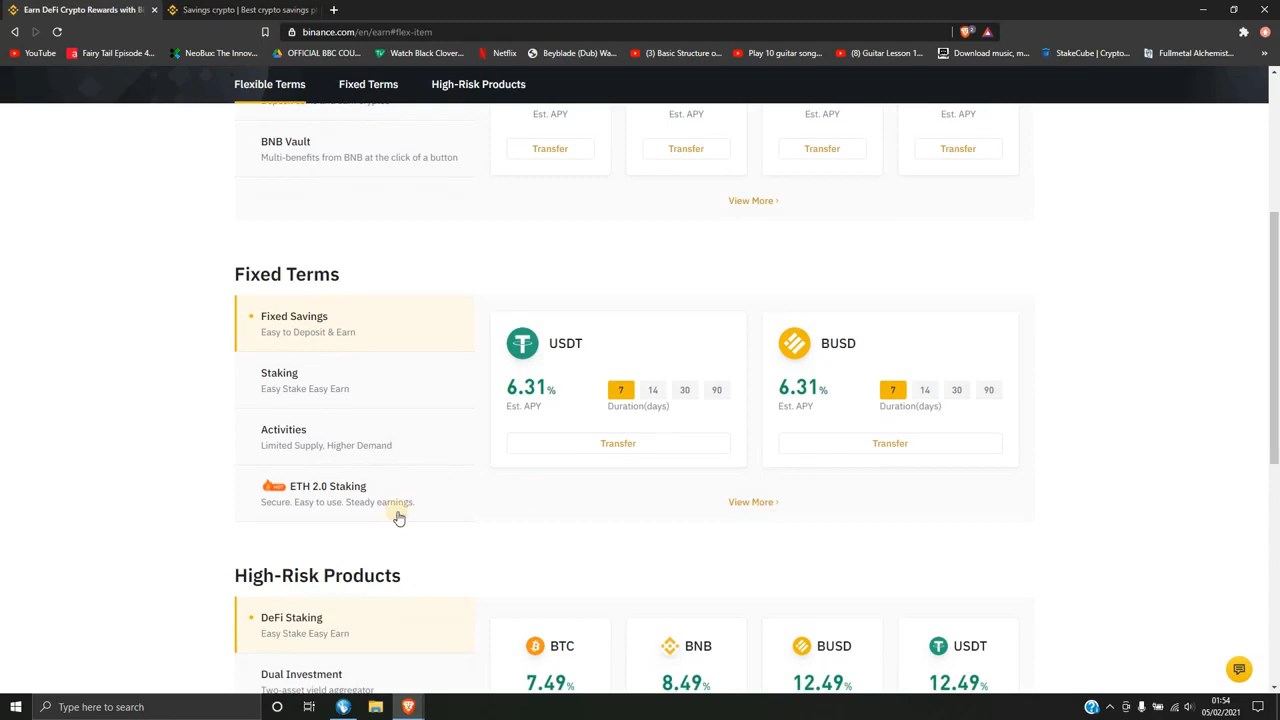 Earn DeFi Crypto Rewards with B
Savings crypto | Best crypto savings p
binance.com/en/earn#flex-item
YouTube
Fairy Tail Episode 4...
NeoBux The Innov...
OFFICIAL BBC COU...
Watch Black Clover...
Netflix
Beyblade (Dub) Wa...
(3) Basic Structure o...
Play 10 guitar song...
(8) Guitar Lesson 1...
Download music, m...
StakeCube | Crypto...
Fullmetal Alchemist...
Flexible Terms
Fixed Terms
High-Risk Products
Est. APY
Est. APY
Est. APY
Est. APY
BNB Vault
Multi-benefits from BNB at the click of a button
Transfer
Transfer
Transfer
Transfer
View More ›
Fixed Terms
Fixed Savings
Easy to Deposit & Earn
Staking
Easy Stake Easy Earn
Activities
Limited Supply, Higher Demand
HOT ETH 2.0 Staking
Secure. Easy to use. Steady earnings.
USDT
6.31%
Est. APY
7 14 30 90
Duration(days)
Transfer
BUSD
6.31%
Est. APY
7 14 30 90
Duration(days)
Transfer
View More ›
High-Risk Products
DeFi Staking
Easy Stake Easy Earn
Dual Investment
Two-asset yield aggregator
BTC
7.49%
BNB
8.49%
BUSD
12.49%
USDT
12.49%
Type here to search
01:54
05/02/2021